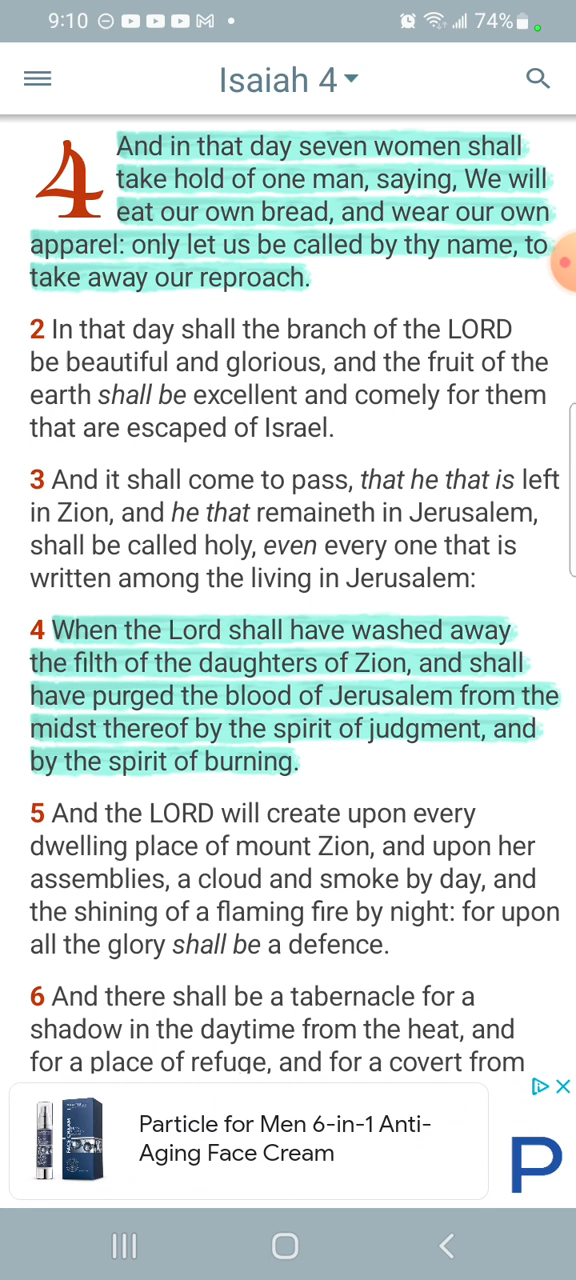 9:10 74%
Isaiah 4
4 And in that day seven women shall
take hold of one man, saying, We will
eat our own bread, and wear our own
apparel: only let us be called by thy name, to
take away our reproach.
2 In that day shall the branch of the LORD
be beautiful and glorious, and the fruit of the
earth shall be excellent and comely for them
that are escaped of Israel.
3 And it shall come to pass, that he that is left
in Zion, and he that remaineth in Jerusalem,
shall be called holy, even every one that is
written among the living in Jerusalem:
4 When the Lord shall have washed away
the filth of the daughters of Zion, and shall
have purged the blood of Jerusalem from the
midst thereof by the spirit of judgment, and
by the spirit of burning.
5 And the LORD will create upon every
dwelling place of mount Zion, and upon her
assemblies, a cloud and smoke by day, and
the shining of a flaming fire by night: for upon
all the glory shall be a defence.
6 And there shall be a tabernacle for a
shadow in the daytime from the heat, and
for a place of refuge, and for a covert from
Particle for Men 6-in-1 Anti-
Aging Face Cream
P